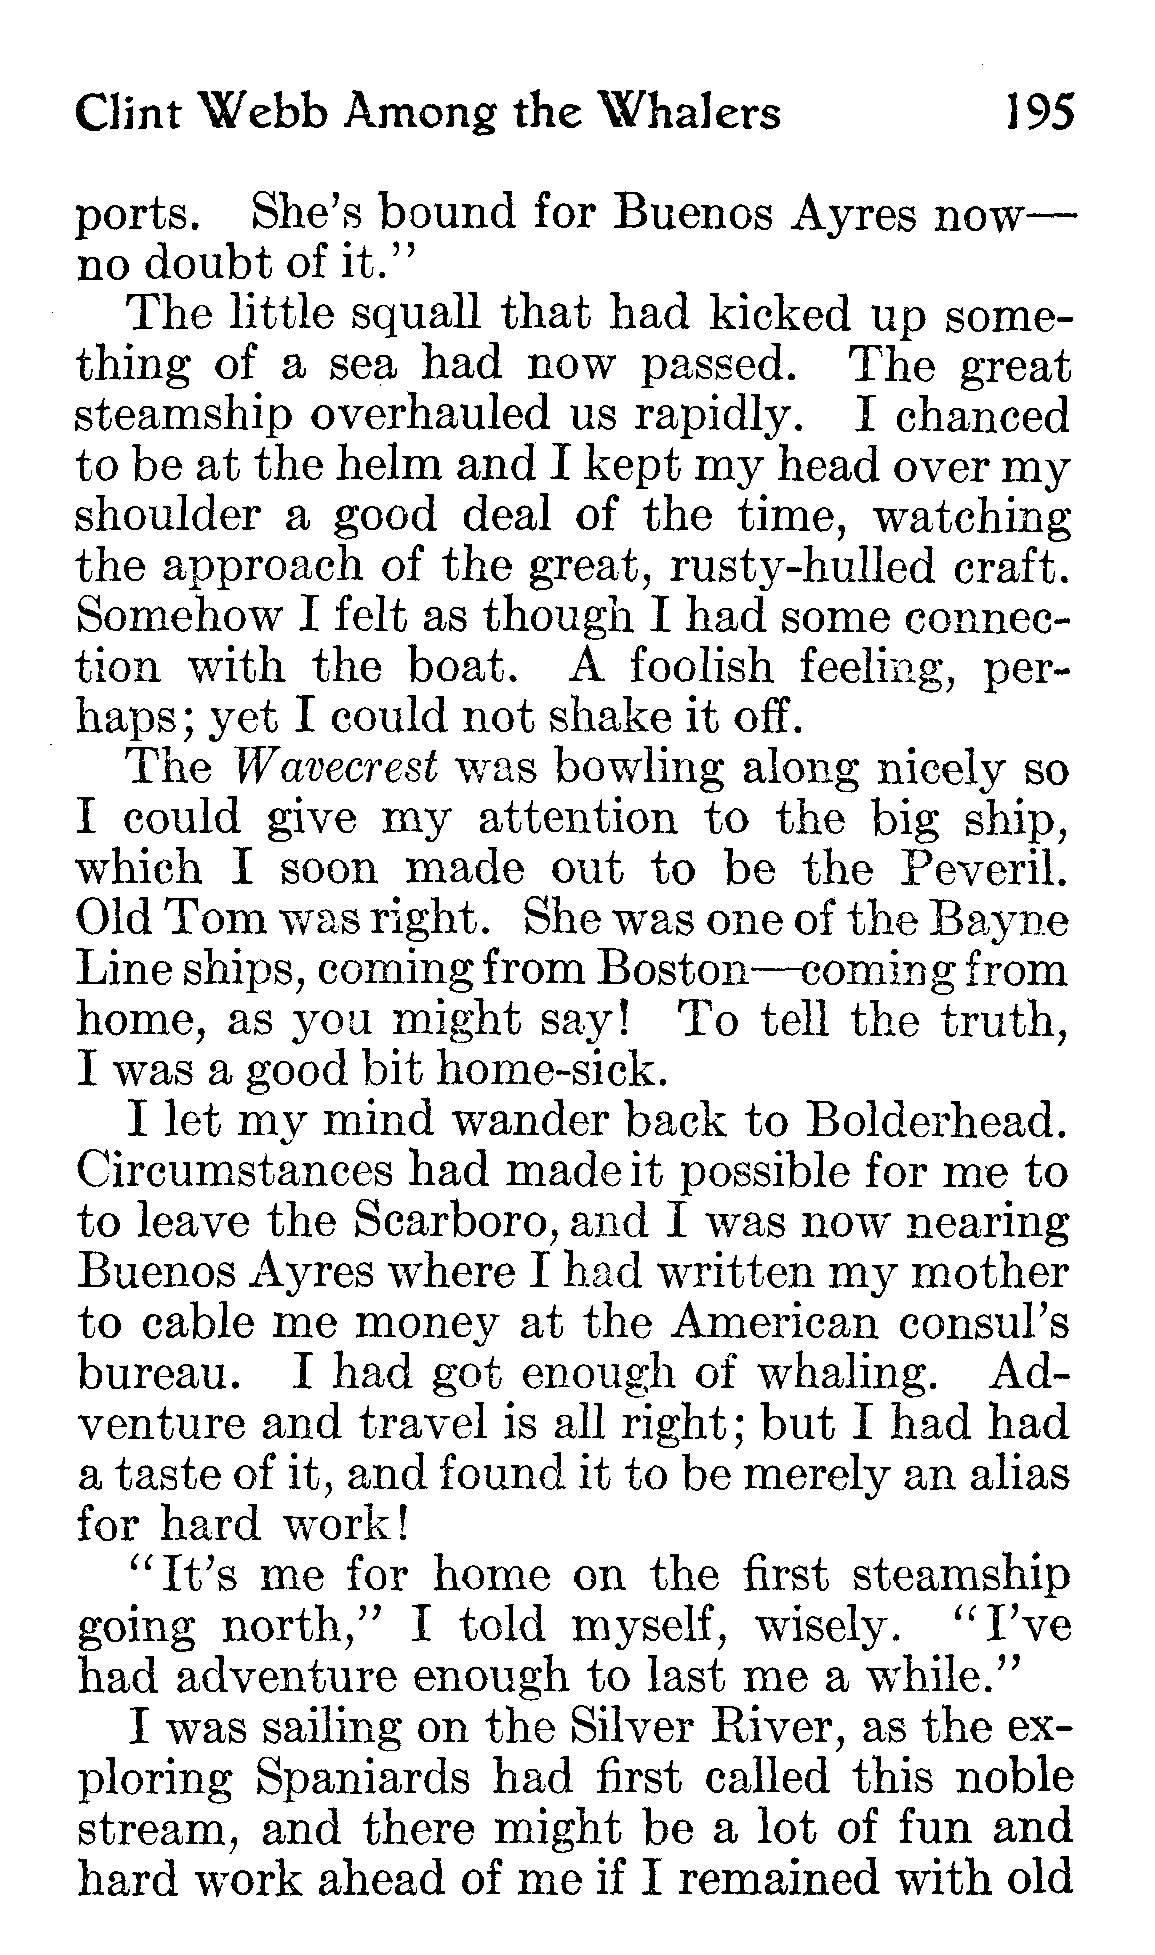 Clint Webb Among the Whalers 195
ports. She's bound for Buenos Ayres now—
no doubt of it."
The little squall that had kicked up some-
thing of a sea had now passed. The great
steamship overhauled us rapidly. I chanced
to be at the helm and I kept my head over my
shoulder a good deal of the time, watching
the approach of the great, rusty-hulled craft.
Somehow I felt as though I had some connec-
tion with the boat. A foolish feeling, per-
haps; yet I could not shake it off.
The Wavecrest was bowling along nicely so
I could give my attention to the big ship,
which I soon made out to be the Peveril.
Old Tom was right. She was one of the Bayne
Line ships, coming from Boston—coming from
home, as you might say! To tell the truth,
I was a good bit home-sick.
I let my mind wander back to Bolderhead.
Circumstances had made it possible for me to
to leave the Scarboro, and I was now nearing
Buenos Ayres where I had written my mother
to cable me money at the American consul's
bureau. I had got enough of whaling. Ad-
venture and travel is all right; but I had had
a taste of it, and found it to be merely an alias
for hard work!
"It's me for home on the first steamship
going north," I told myself, wisely. "I've
had adventure enough to last me a while."
I was sailing on the Silver River, as the ex-
ploring Spaniards had first called this noble
stream, and there might be a lot of fun and
hard work ahead of me if I remained with old